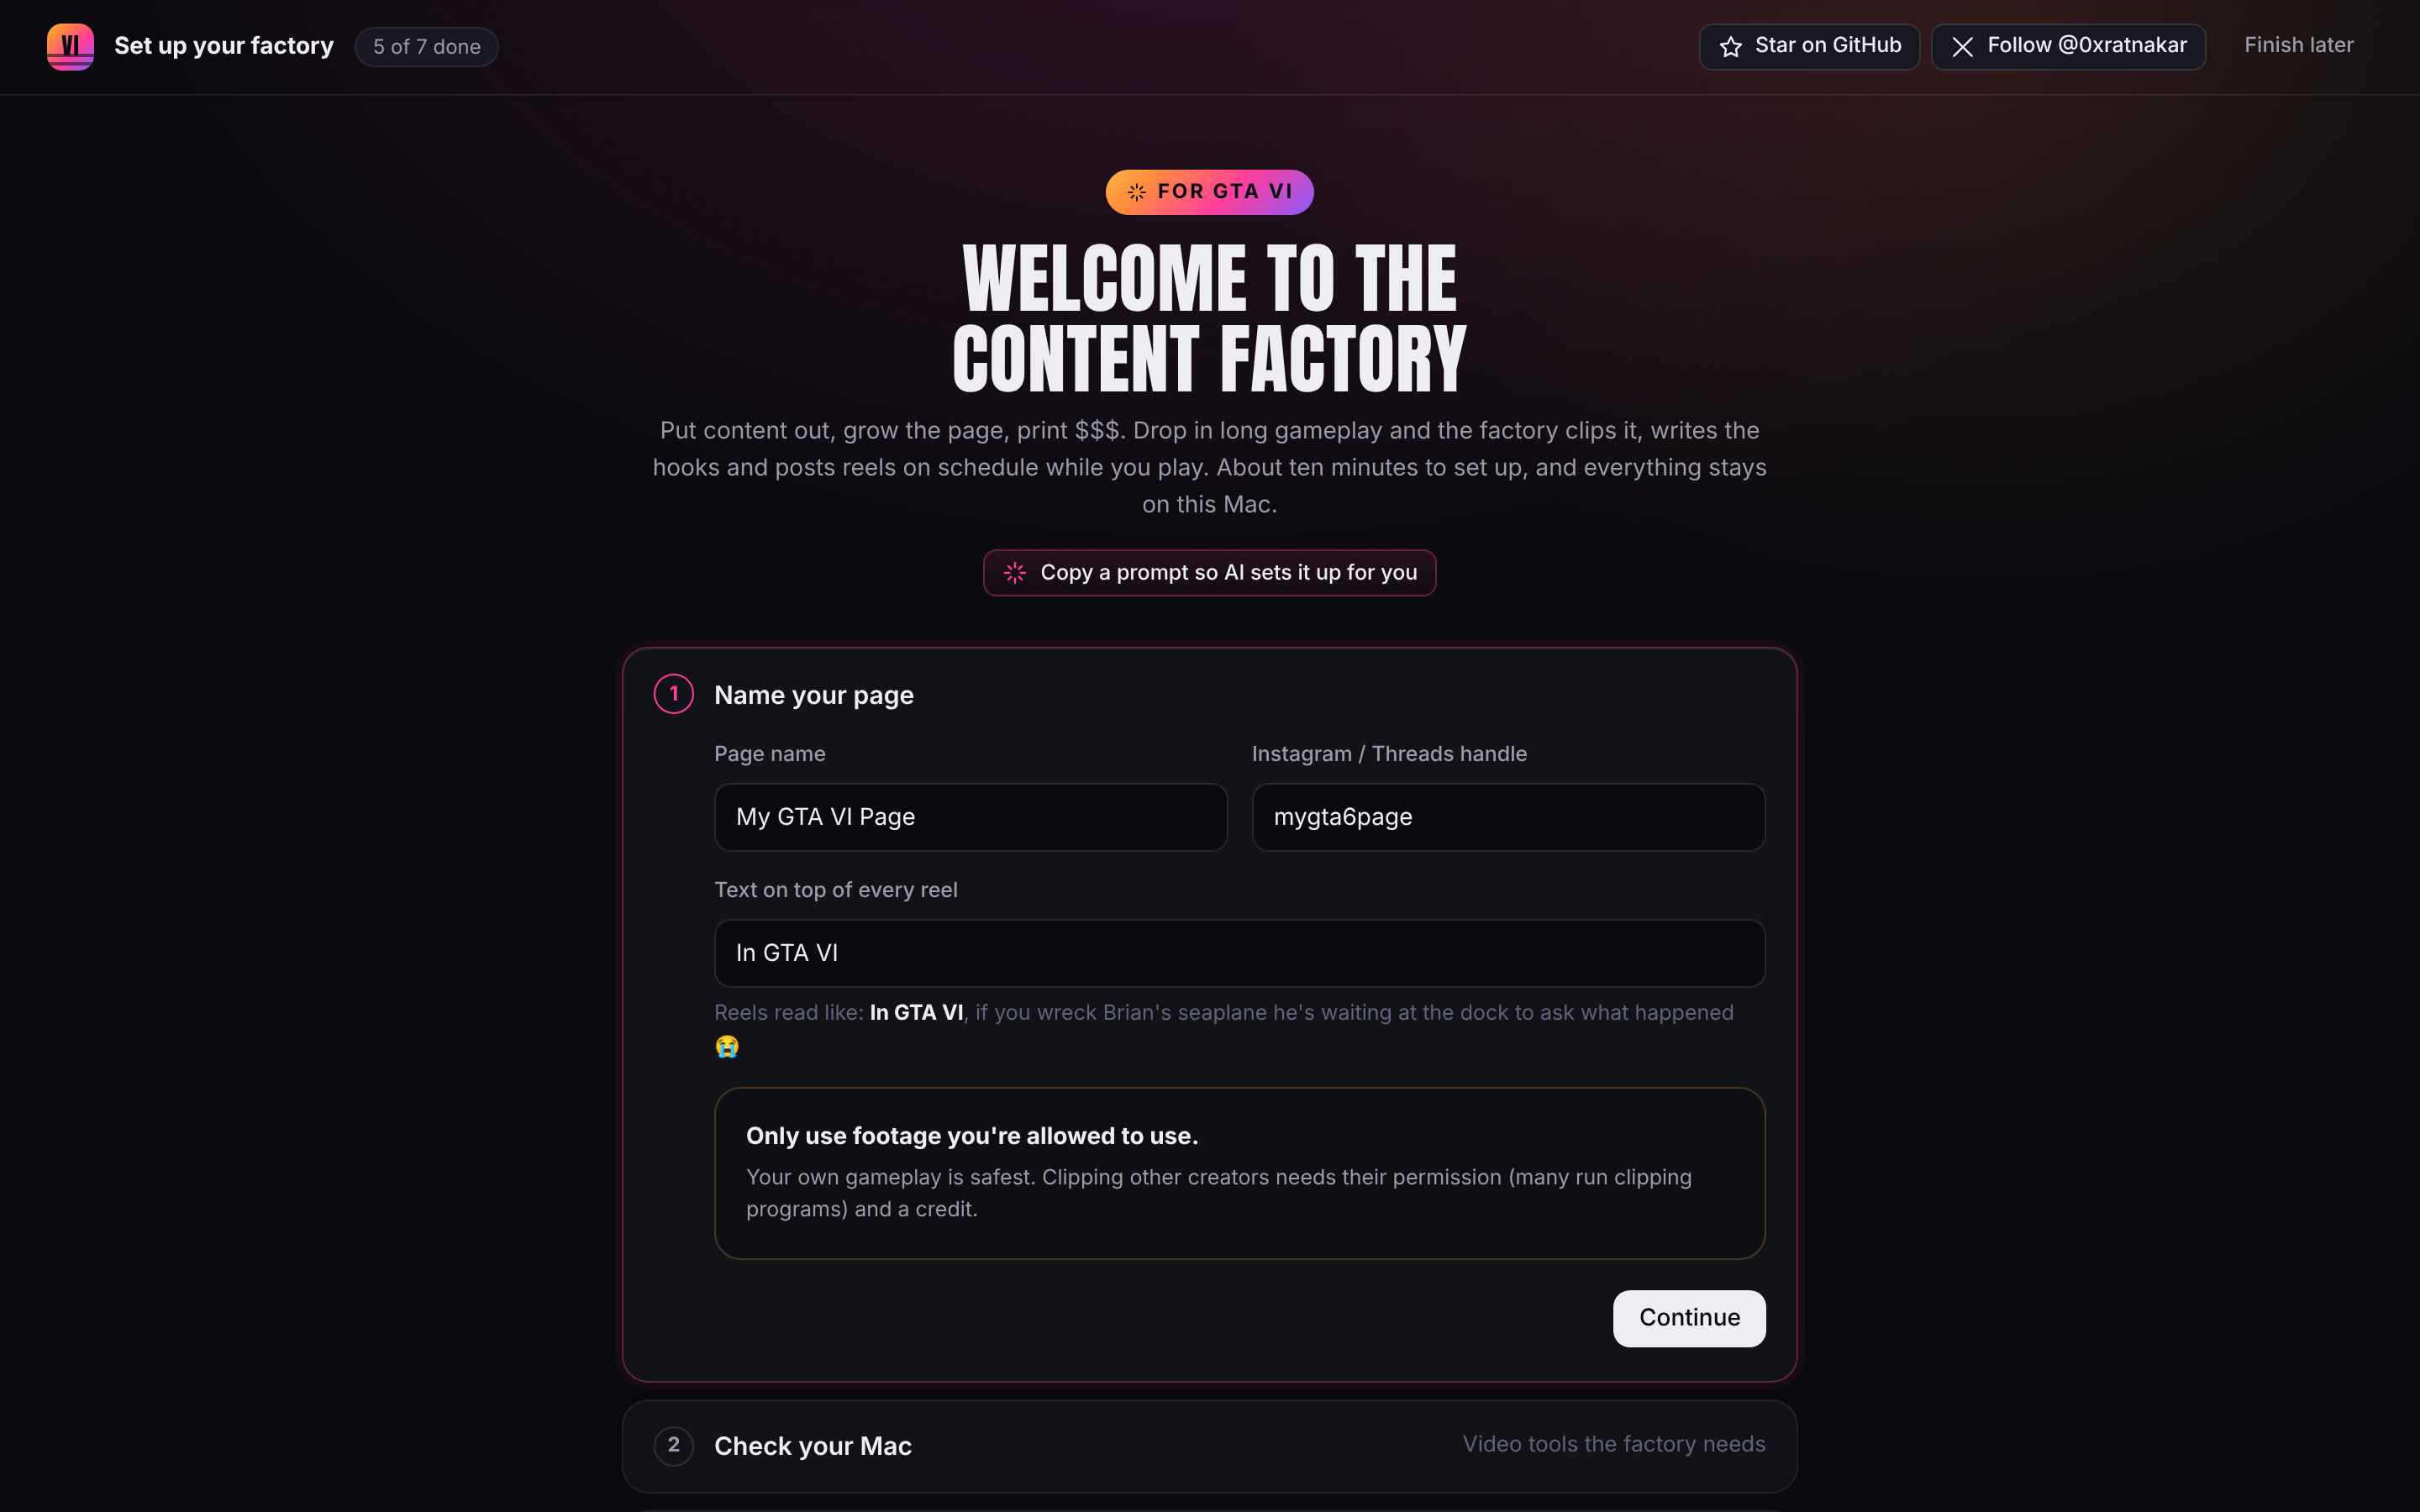 VI
Set up your factory
5 of 7 done
Star on GitHub
Follow @0xratnakar
Finish later
FOR GTA VI
WELCOME TO THE
CONTENT FACTORY
Put content out, grow the page, print $$$. Drop in long gameplay and the factory clips it, writes the
hooks and posts reels on schedule while you play. About ten minutes to set up, and everything stays
on this Mac.
Copy a prompt so AI sets it up for you
1
Name your page
Page name
Instagram / Threads handle
My GTA VI Page
mygta6page
Text on top of every reel
In GTA VI
Reels read like: In GTA VI, if you wreck Brian's seaplane he's waiting at the dock to ask what happened
😭
Only use footage you're allowed to use.
Your own gameplay is safest. Clipping other creators needs their permission (many run clipping
programs) and a credit.
Continue
2
Check your Mac
Video tools the factory needs